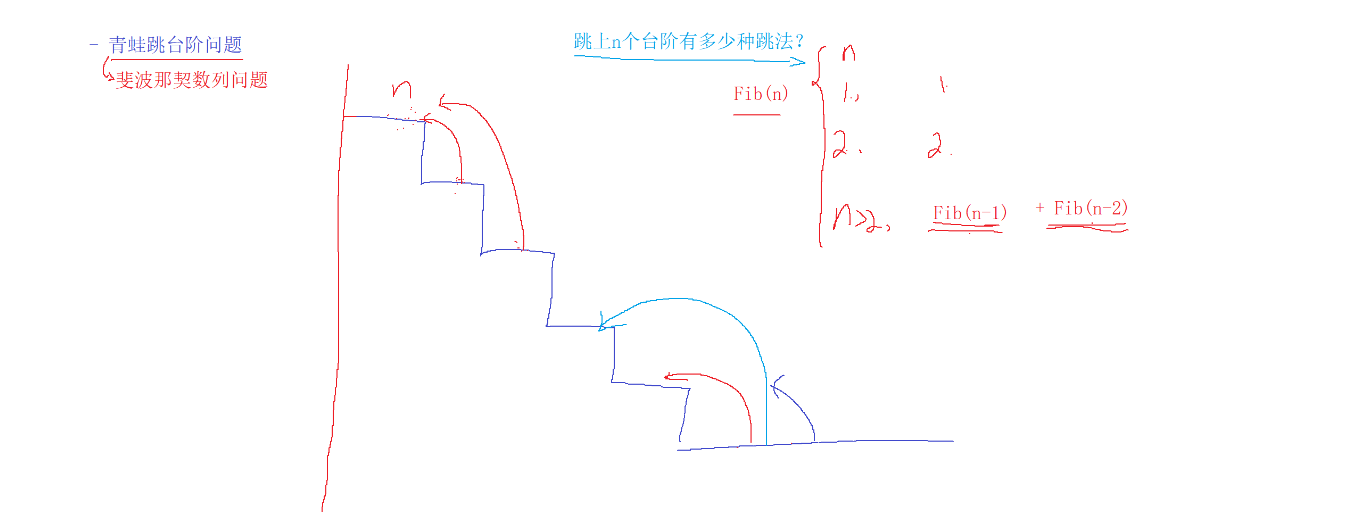 - 青蛙跳台阶问题
斐波那契数列问题
跳上n个台阶有多少种跳法?
n
Fib(n)
n
1, 1.
2, 2.
n>2, Fib(n-1) + Fib(n-2)